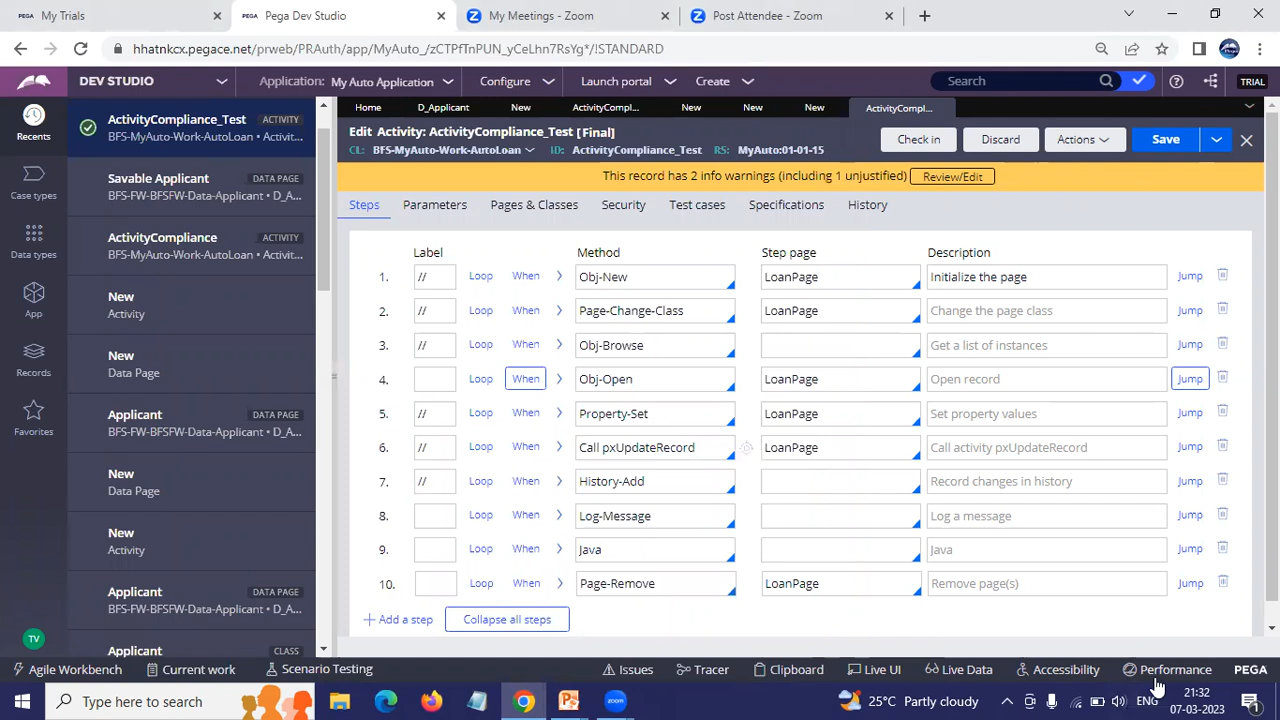 My Trials
Pega Dev Studio
My Meetings - Zoom
Post Attendee - Zoom
hhatnkcx.pegace.net/prweb/PRAuth/app/MyAuto_/zCTPfTnPUN_yCeLhn7RsYg*/!STANDARD
DEV STUDIO
Application: My Auto Application
Configure
Launch portal
Create
Search
TRIAL
Recents
Case types
Data types
App
Records
Favorites
TV
ActivityCompliance_Test ACTIVITY
BFS-MyAuto-Work-AutoLoan • Activit...
Savable Applicant DATA PAGE
BFS-FW-BFSFW-Data-Applicant • D_A...
ActivityCompliance ACTIVITY
BFS-MyAuto-Work-AutoLoan • Activit...
New
Activity
New
Data Page
Applicant DATA PAGE
BFS-FW-BFSFW-Data-Applicant • D_A...
New
Data Page
New
Activity
Applicant DATA PAGE
BFS-FW-BFSFW-Data-Applicant • D_A...
Applicant CLASS
Home D_Applicant New ActivityCompl... New New New ActivityCompl...
Edit Activity: ActivityCompliance_Test [Final]
CL: BFS-MyAuto-Work-AutoLoan ID: ActivityCompliance_Test RS: MyAuto:01-01-15
Check in Discard Actions Save
This record has 2 info warnings (including 1 unjustified) Review/Edit
Steps Parameters Pages & Classes Security Test cases Specifications History
Label Method Step page Description
1. // Loop When Obj-New LoanPage Initialize the page Jump
2. // Loop When Page-Change-Class LoanPage Change the page class Jump
3. // Loop When Obj-Browse Get a list of instances Jump
4. Loop When Obj-Open LoanPage Open record Jump
5. // Loop When Property-Set LoanPage Set property values Jump
6. // Loop When Call pxUpdateRecord LoanPage Call activity pxUpdateRecord Jump
7. // Loop When History-Add Record changes in history Jump
8. Loop When Log-Message Log a message Jump
9. Loop When Java Java Jump
10. Loop When Page-Remove LoanPage Remove page(s) Jump
+ Add a step Collapse all steps
Agile Workbench Current work Scenario Testing Issues Tracer Clipboard Live UI Live Data Accessibility Performance PEGA
Type here to search
25°C Partly cloudy
ENG
21:32
07-03-2023
1